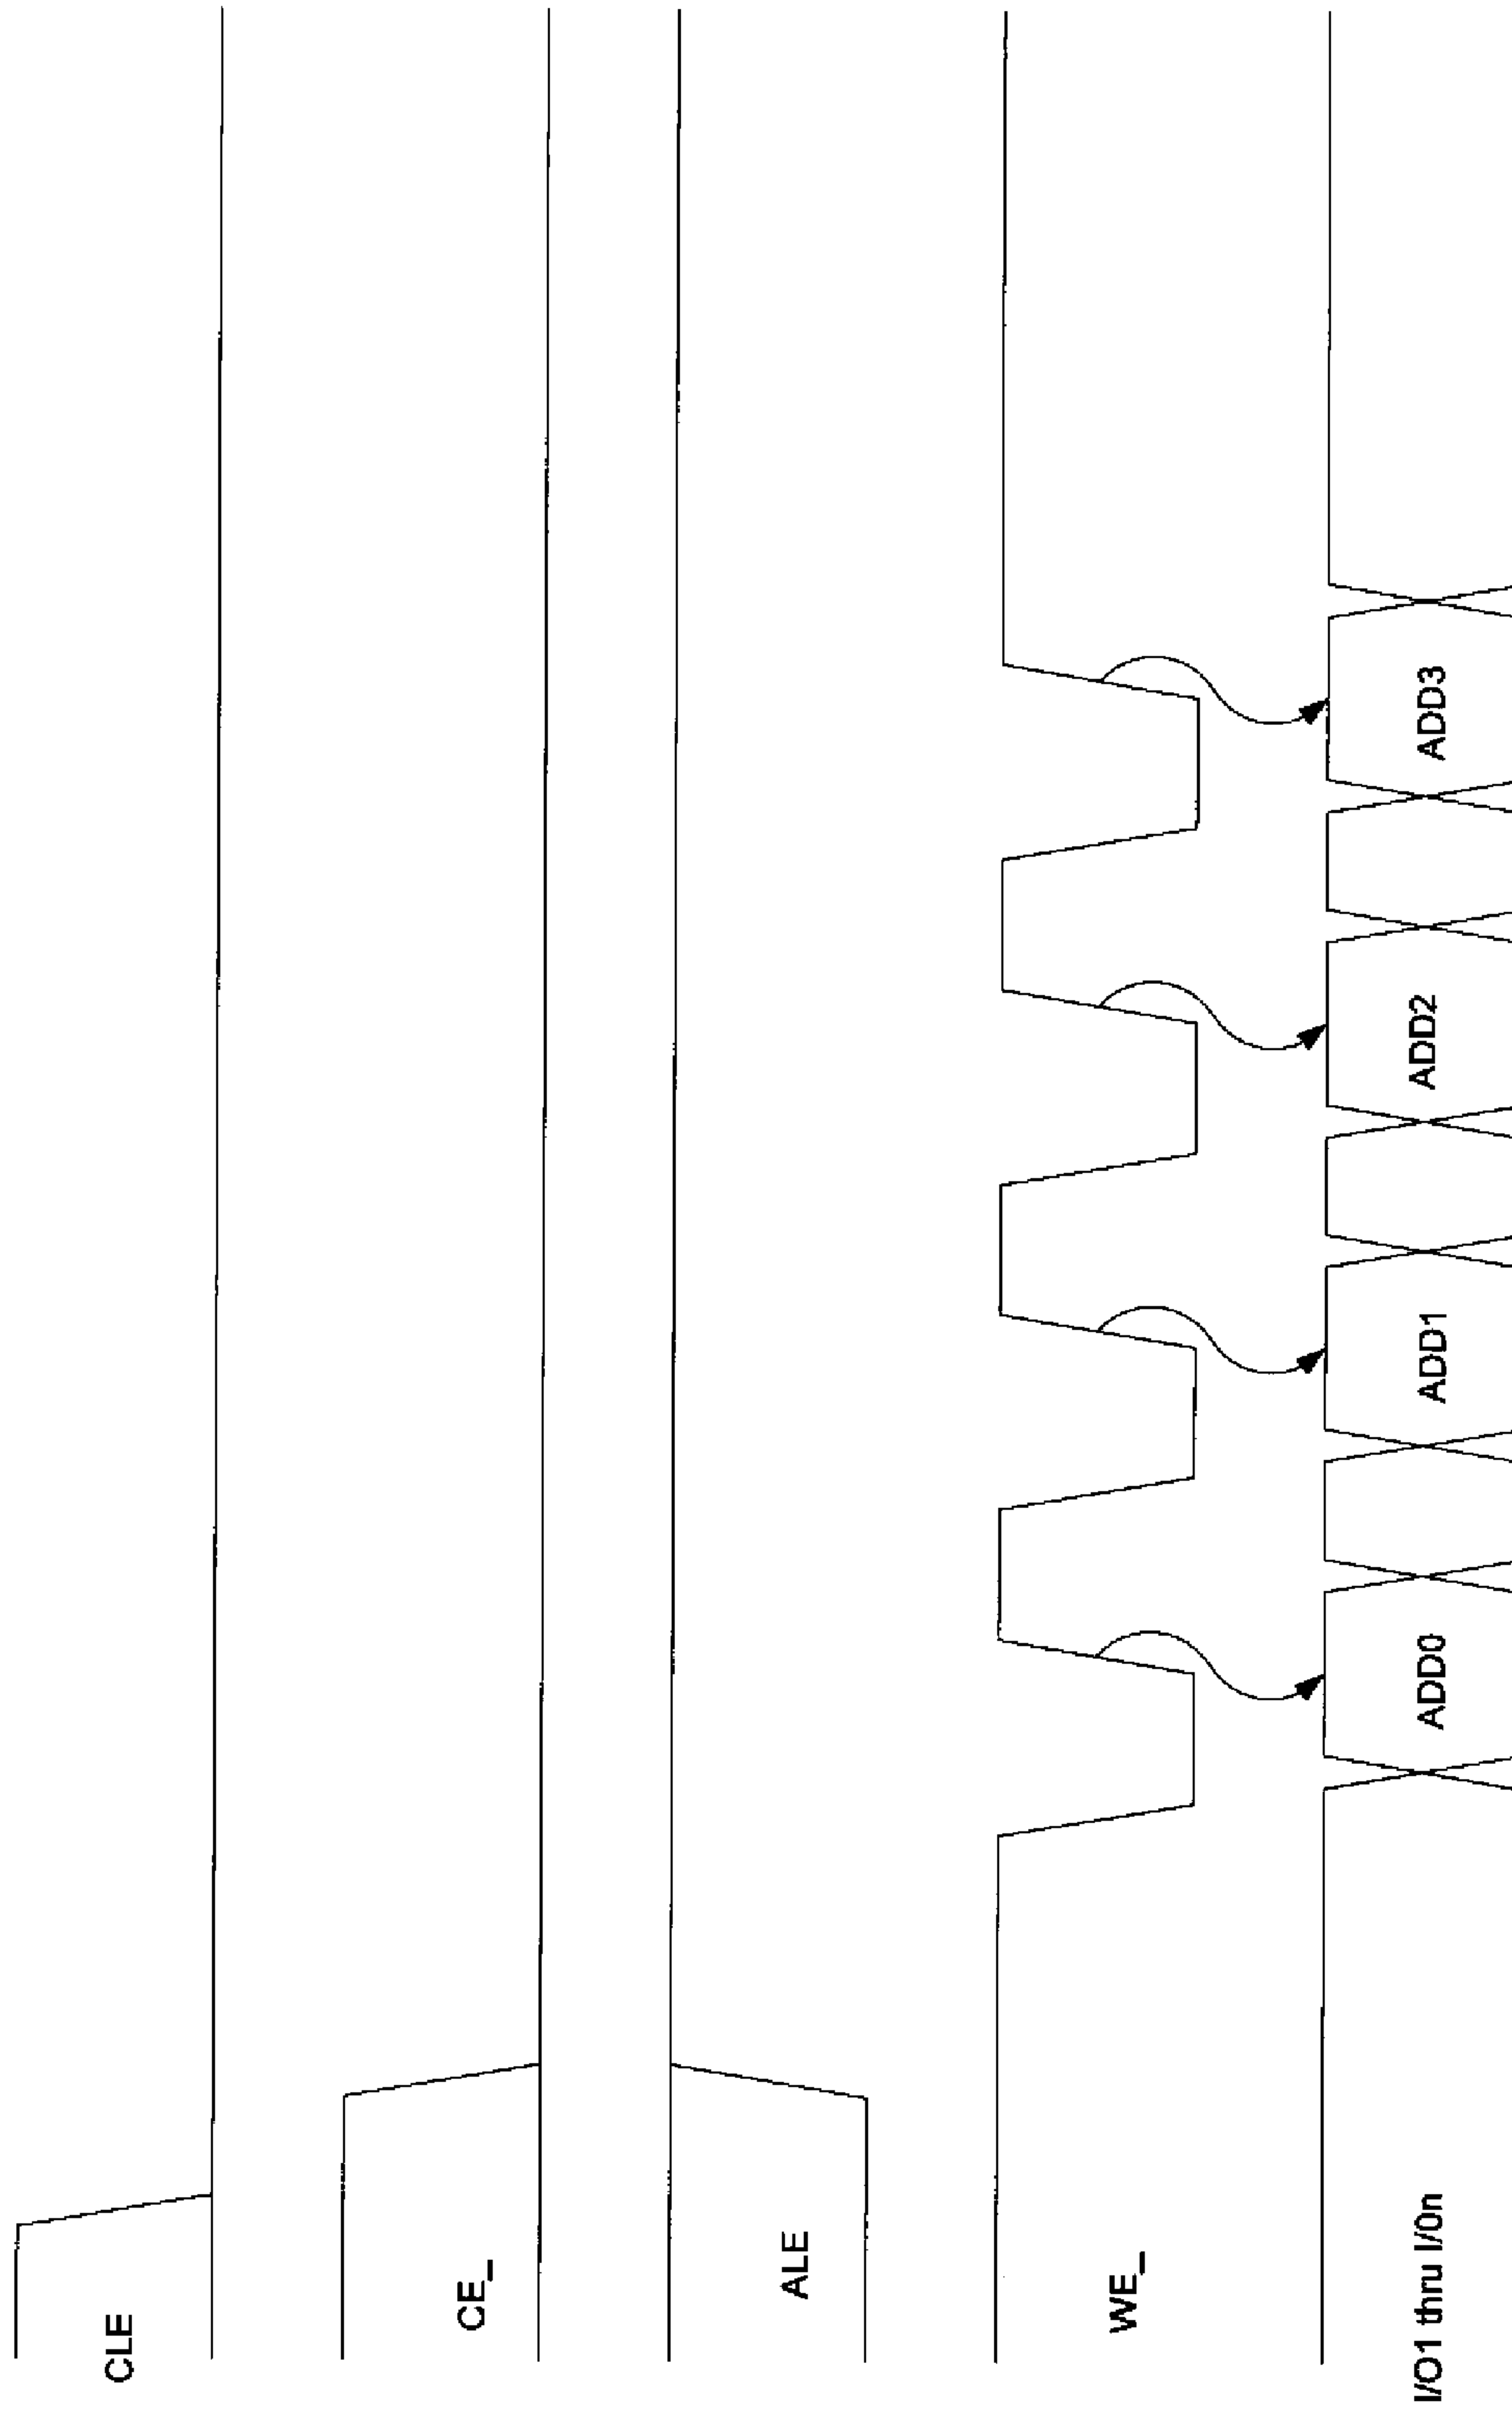 CLE
CE_
ALE
WE_
I/O1 thru I/0n
ADD0
ADD1
ADD2
ADD3